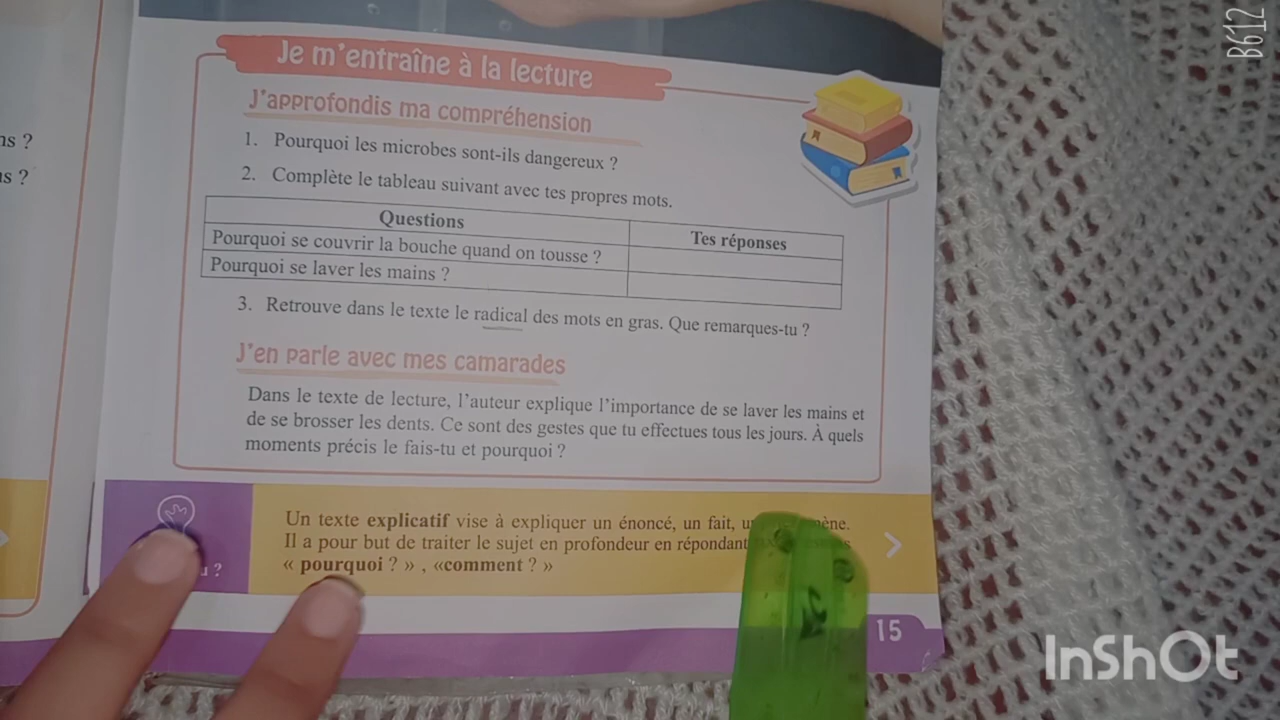 Je m'entraîne à la lecture
J'approfondis ma compréhension
ns ?
1. Pourquoi les microbes sont-ils dangereux ?
s ?
2. Complète le tableau suivant avec tes propres mots.
Questions Tes réponses
Pourquoi se couvrir la bouche quand on tousse ?
Pourquoi se laver les mains ?
3. Retrouve dans le texte le radical des mots en gras. Que remarques-tu ?
J'en parle avec mes camarades
Dans le texte de lecture, l'auteur explique l'importance de se laver les mains et
de se brosser les dents. Ce sont des gestes que tu effectues tous les jours. À quels
moments précis le fais-tu et pourquoi ?
Un texte explicatif vise à expliquer un énoncé, un fait,
Il a pour but de traiter le sujet en profondeur en répondant
« pourquoi ? » , «comment ? »
?
15
B612
InShOt